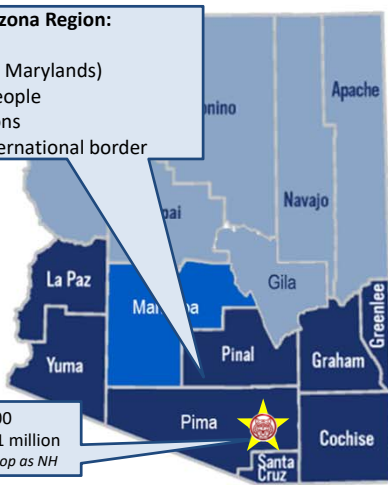 zona Region:
Marylands)
eople
ons
ernational border
Apache
onino
Navajo
pai
La Paz
Gila
Mar
pa
Greenlee
Yuma
Pinal
Graham
00
1 million
op as NH
Pima
Cochise
Santa
Cruz